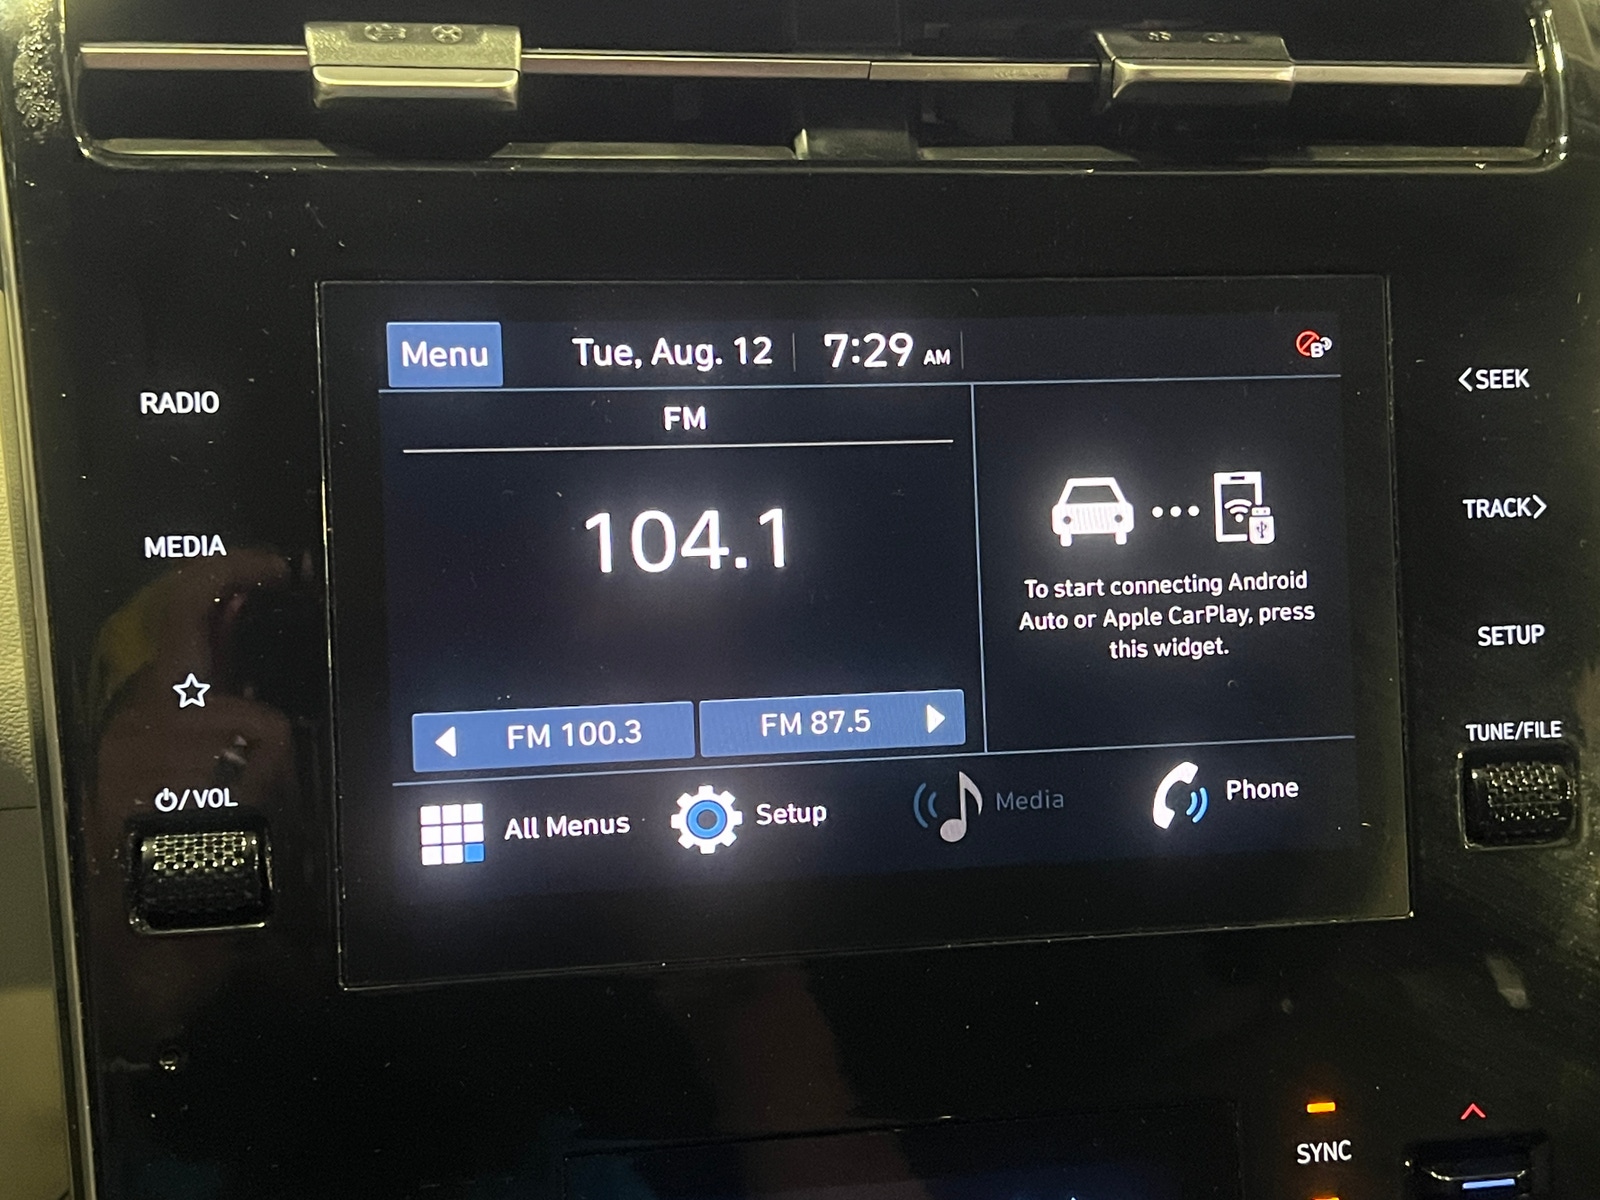 Menu
Tue, Aug. 12
7:29 AM
B
RADIO
<SEEK
FM
MEDIA
104.1
TRACK>
To start connecting Android
Auto or Apple CarPlay, press
this widget.
SETUP
FM 100.3
FM 87.5
TUNE/FILE
/VOL
All Menus
Setup
Media
Phone
SYNC